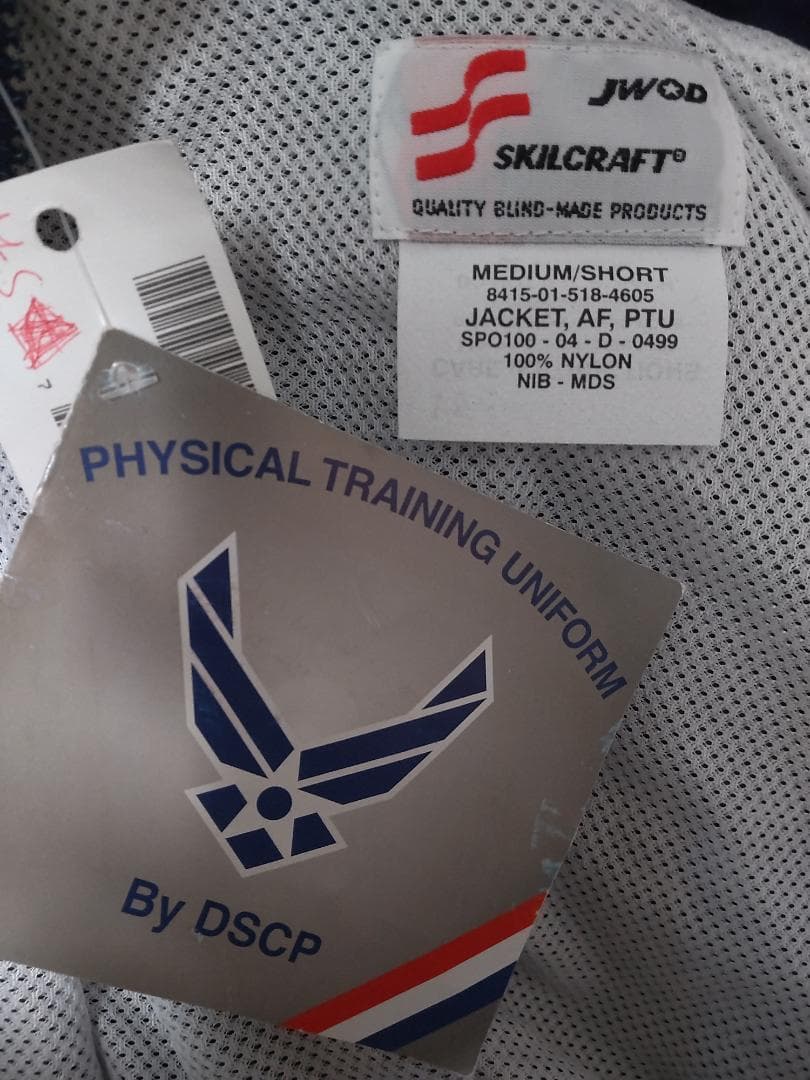 JWOD
SKILCRAFT®
QUALITY BLIND-MADE PRODUCTS
MEDIUM/SHORT
8415-01-518-4605
JACKET, AF, PTU
SPO100 - 04 - D - 0499
100% NYLON
NIB - MDS
PHYSICAL TRAINING UNIFORM
By DSCP